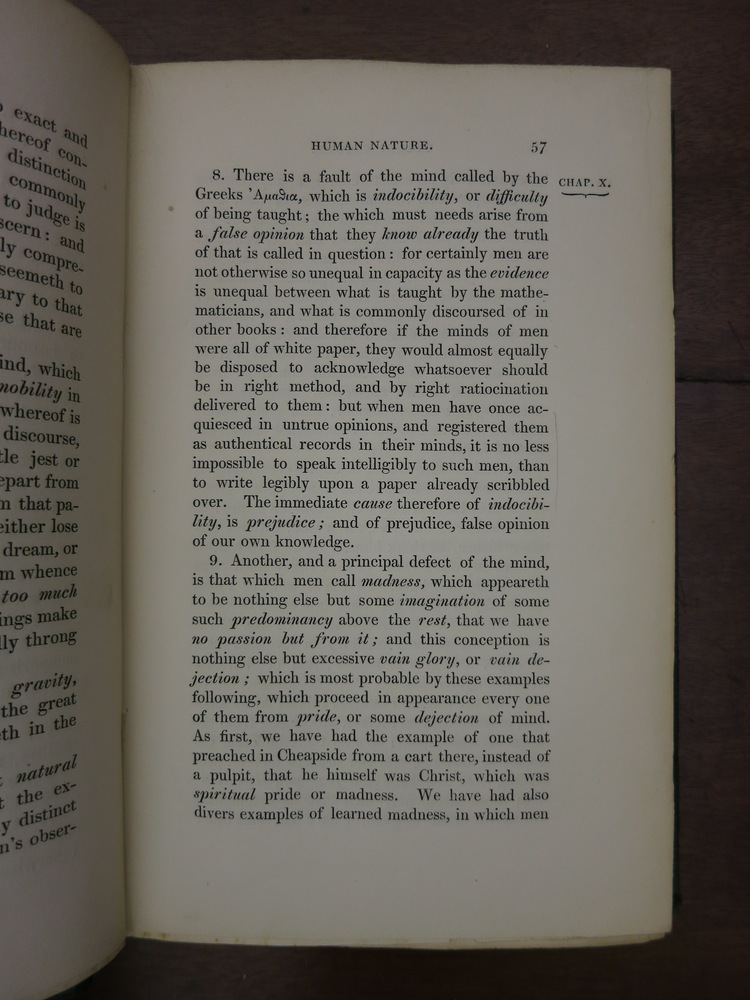 exact and
hereof con-
distinction
commonly
to judge is
scern : and
ly compre-
seemeth to
ary to that
se that are
ind, which
nobility in
whereof is
discourse,
tle jest or
epart from
m that pa-
either lose
dream, or
m whence
too much
ings make
lly throng
gravity,
the great
th in the
natural
t the ex-
y distinct
n's obser-
HUMAN NATURE. 57
CHAP. X.
8. There is a fault of the mind called by the
Greeks 'Αμαϑια, which is indocibility, or difficulty
of being taught ; the which must needs arise from
a false opinion that they know already the truth
of that is called in question : for certainly men are
not otherwise so unequal in capacity as the evidence
is unequal between what is taught by the mathe-
maticians, and what is commonly discoursed of in
other books : and therefore if the minds of men
were all of white paper, they would almost equally
be disposed to acknowledge whatsoever should
be in right method, and by right ratiocination
delivered to them : but when men have once ac-
quiesced in untrue opinions, and registered them
as authentical records in their minds, it is no less
impossible to speak intelligibly to such men, than
to write legibly upon a paper already scribbled
over. The immediate cause therefore of indocibi-
lity, is prejudice ; and of prejudice, false opinion
of our own knowledge.
9. Another, and a principal defect of the mind,
is that which men call madness, which appeareth
to be nothing else but some imagination of some
such predominancy above the rest, that we have
no passion but from it ; and this conception is
nothing else but excessive vain glory, or vain de-
jection ; which is most probable by these examples
following, which proceed in appearance every one
of them from pride, or some dejection of mind.
As first, we have had the example of one that
preached in Cheapside from a cart there, instead of
a pulpit, that he himself was Christ, which was
spiritual pride or madness. We have had also
divers examples of learned madness, in which men